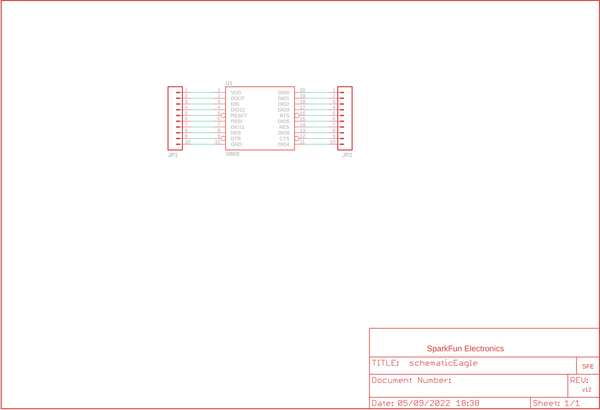 U1
1 1 VDD DIO0 20 1
2 2 DOUT DIO1 19 2
3 3 DIN DIO2 18 3
4 4 DIO12 DIO3 17 4
5 5 RESET RTS 16 5
6 6 RSSI DIO5 15 6
7 7 DIO11 RES 14 7
8 8 RES DIO9 13 8
9 9 DTR CTS 12 9
10 10 GND DIO4 11 10
JP1 XBEE JP2
SparkFun Electronics
TITLE: schematicEagle
SFE
Document Number:
REV:
v12
Date: 05/09/2022 18:38
Sheet: 1/1